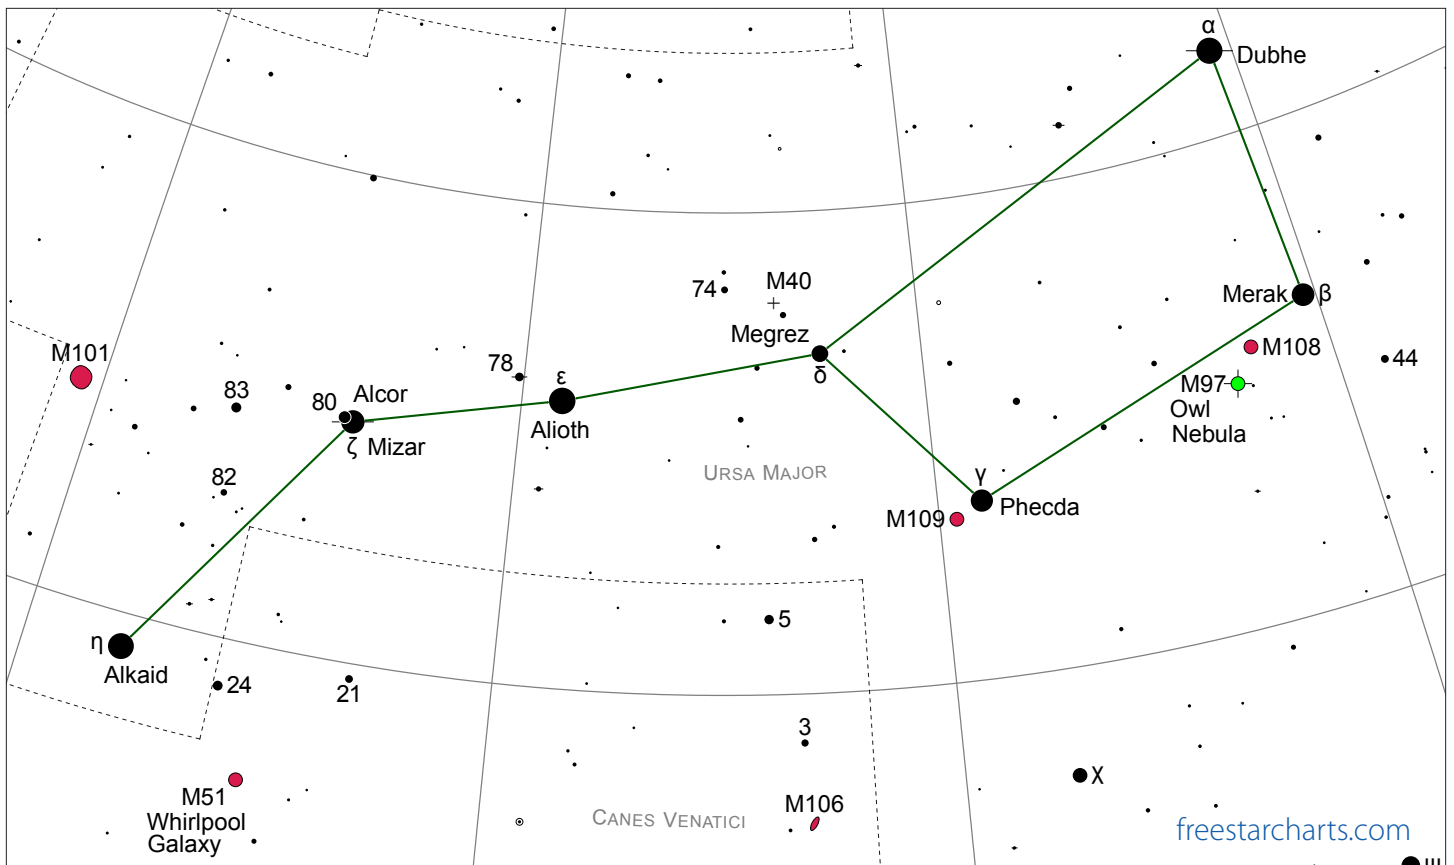 α
Dubhe
74
M40
Merak β
Megrez
δ
M108
44
M101
78
ε
M97
Owl
Nebula
83
80
Alcor
ζ Mizar
Alioth
URSA MAJOR
82
γ
Phecda
M109
5
η
Alkaid
24
21
3
χ
M51
Whirlpool
Galaxy
M106
CANES VENATICI
freestarcharts.com